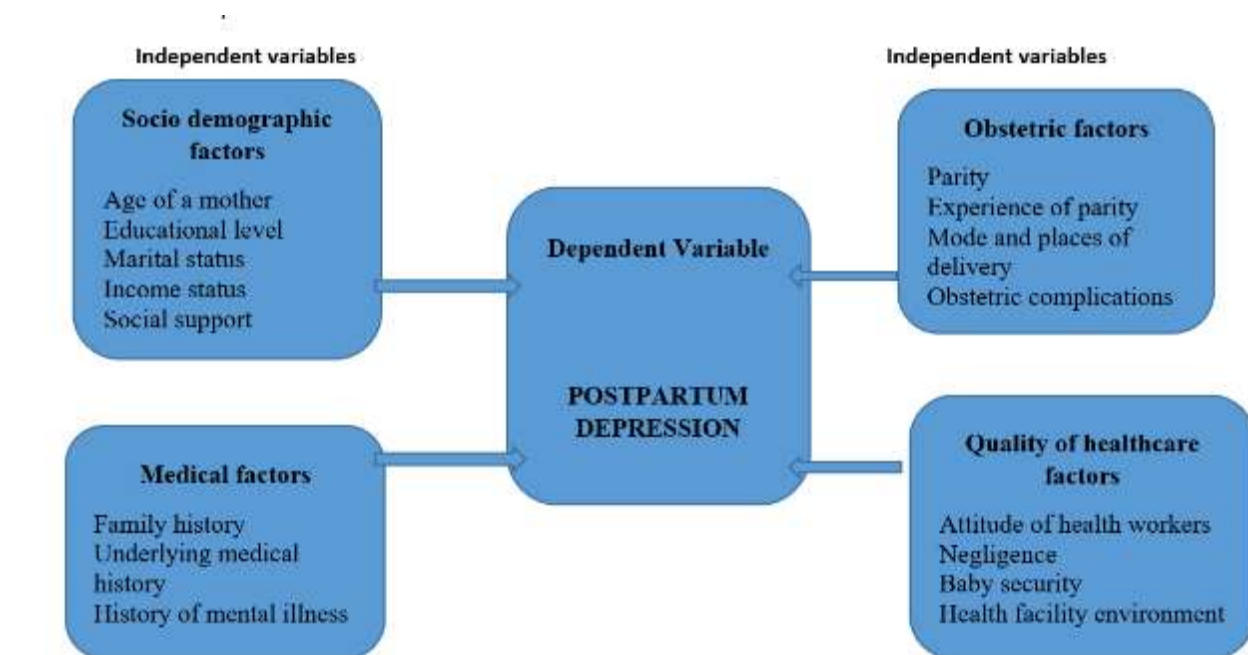 Independent variables
Independent variables
Socio demographic
factors
Age of a mother
Educational level
Marital status
Income status
Social support
Dependent Variable
POSTPARTUM
DEPRESSION
Obstetric factors
Parity
Experience of parity
Mode and places of
delivery
Obstetric complications
Medical factors
Family history
Underlying medical
history
History of mental illness
Quality of healthcare
factors
Attitude of health workers
Negligence
Baby security
Health facility environment